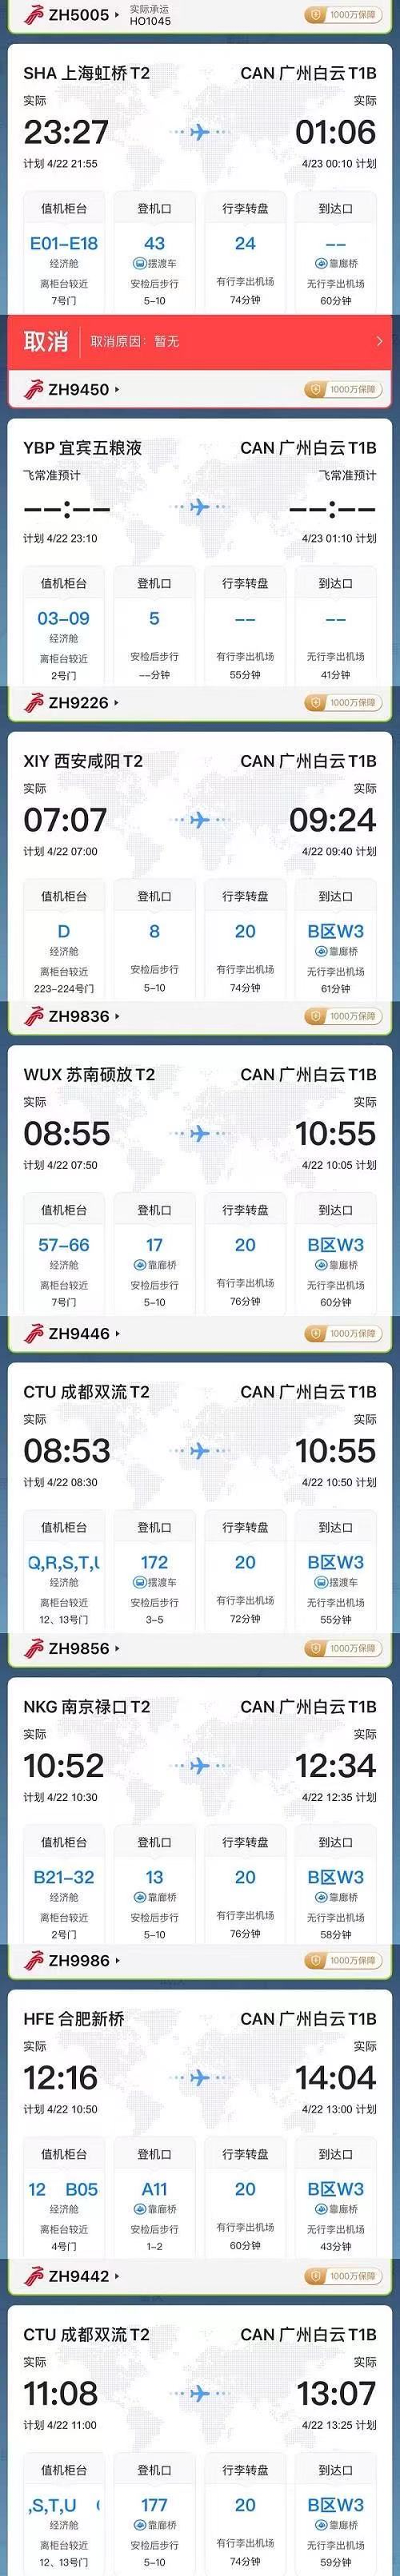 ZH5005 实际承运 HO1045 1000万保障
SHA 上海虹桥 T2 CAN 广州白云 T1B
实际 实际
23:27 01:06
计划 4/22 21:55 4/23 00:10 计划
值机柜台 登机口 行李转盘 到达口
E01-E18 43 24 --
经济舱 摆渡车 靠廊桥
离柜台较近 安检后步行 有行李出机场 无行李出机场
7号门 5-10 74分钟 60分钟
取消 取消原因：暂无
ZH9450 1000万保障
YBP 宜宾五粮液 CAN 广州白云 T1B
飞常准预计 飞常准预计
--:-- --:--
计划 4/22 23:10 4/23 01:10 计划
值机柜台 登机口 行李转盘 到达口
03-09 5 -- --
经济舱
离柜台较近 安检后步行 有行李出机场 无行李出机场
2号门 --分钟 55分钟 41分钟
ZH9226 1000万保障
XIY 西安咸阳 T2 CAN 广州白云 T1B
实际 实际
07:07 09:24
计划 4/22 07:00 4/22 09:40 计划
值机柜台 登机口 行李转盘 到达口
D 8 20 B区W3
经济舱 靠廊桥
离柜台较近 安检后步行 有行李出机场 无行李出机场
223-224号门 5-10 74分钟 61分钟
ZH9836 1000万保障
WUX 苏南硕放 T2 CAN 广州白云 T1B
实际 实际
08:55 10:55
计划 4/22 07:50 4/22 10:05 计划
值机柜台 登机口 行李转盘 到达口
57-66 17 20 B区W3
经济舱 靠廊桥 靠廊桥
离柜台较近 安检后步行 有行李出机场 无行李出机场
7号门 5-10 76分钟 60分钟
ZH9446 1000万保障
CTU 成都双流 T2 CAN 广州白云 T1B
实际 实际
08:53 10:55
计划 4/22 08:30 4/22 10:50 计划
值机柜台 登机口 行李转盘 到达口
Q,R,S,T,U 172 20 B区W3
经济舱 摆渡车 摆渡车
离柜台较近 安检后步行 有行李出机场 无行李出机场
12、13号门 3-5 72分钟 55分钟
ZH9856 1000万保障
NKG 南京禄口 T2 CAN 广州白云 T1B
实际 实际
10:52 12:34
计划 4/22 10:30 4/22 12:35 计划
值机柜台 登机口 行李转盘 到达口
B21-32 13 20 B区W3
经济舱 靠廊桥 靠廊桥
离柜台较近 安检后步行 有行李出机场 无行李出机场
2号门 5-10 76分钟 58分钟
ZH9986 1000万保障
HFE 合肥新桥 CAN 广州白云 T1B
实际 实际
12:16 14:04
计划 4/22 10:50 4/22 13:00 计划
值机柜台 登机口 行李转盘 到达口
12 B05 A11 20 B区W3
经济舱 靠廊桥 靠廊桥
离柜台较近 安检后步行 有行李出机场 无行李出机场
4号门 1-2 60分钟 43分钟
ZH9442 1000万保障
CTU 成都双流 T2 CAN 广州白云 T1B
实际 实际
11:08 13:07
计划 4/22 11:00 4/22 13:25 计划
值机柜台 登机口 行李转盘 到达口
,S,T,U 177 20 B区W3
经济舱 靠廊桥 靠廊桥
离柜台较近 安检后步行 有行李出机场 无行李出机场
12、13号门 5-10 74分钟 59分钟